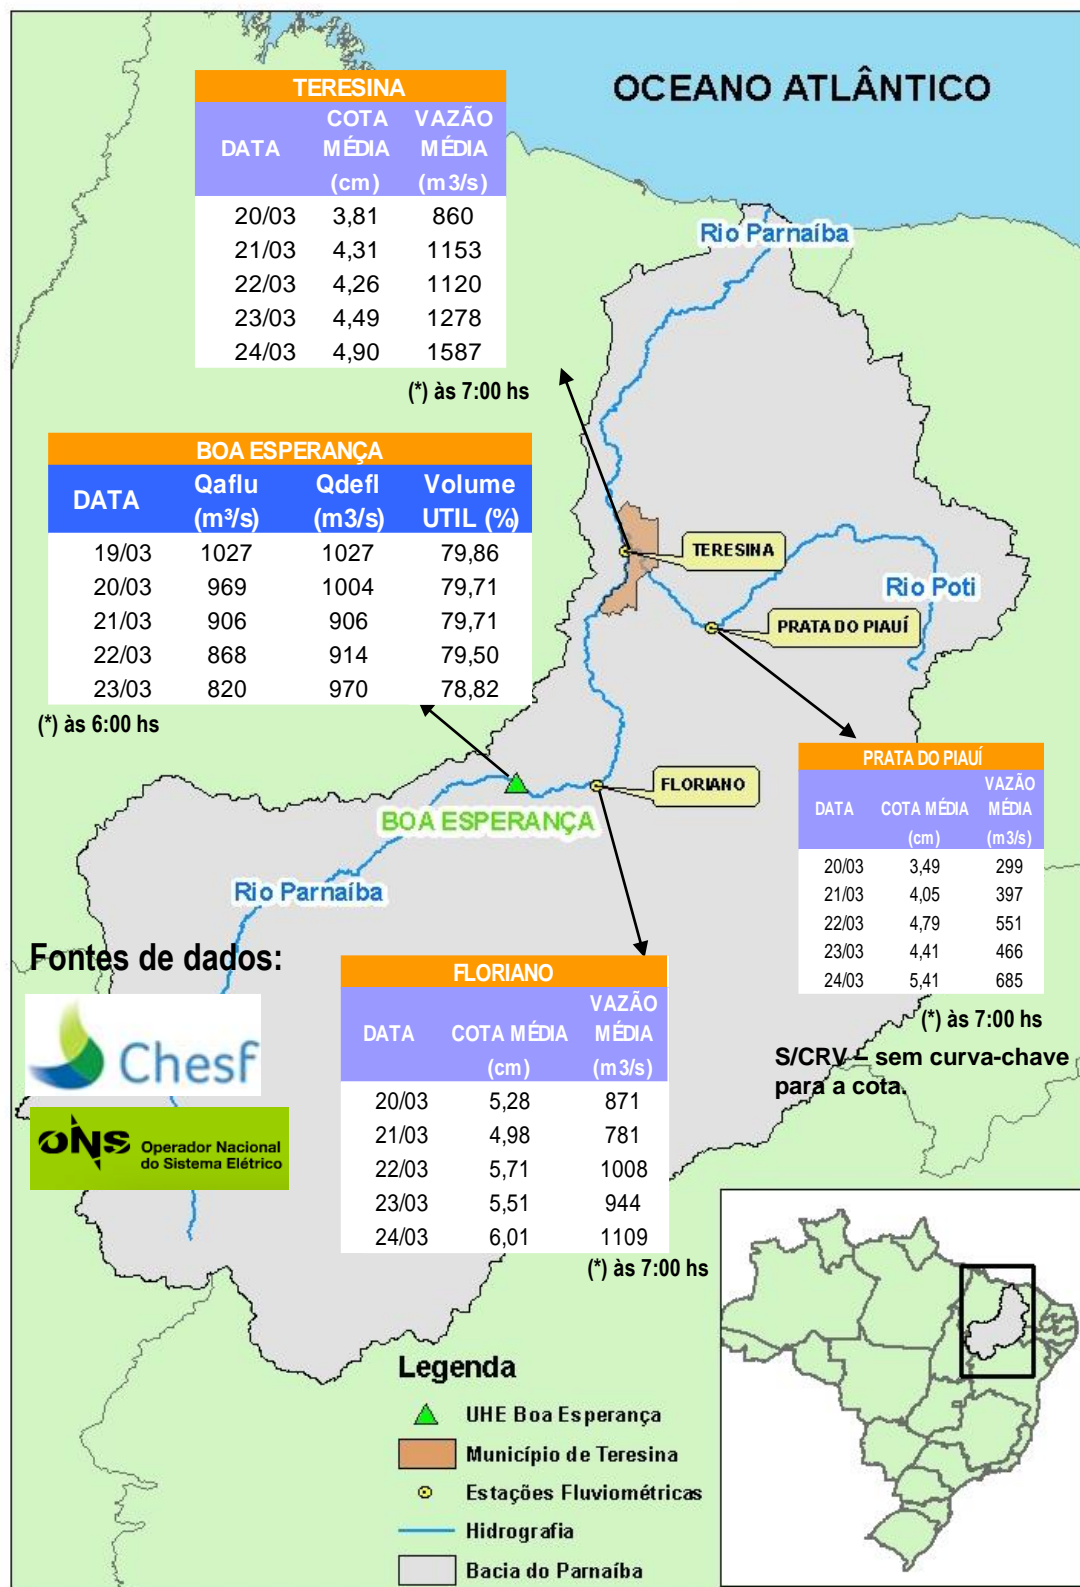 OCEANO ATLÂNTICO
TERESINA
DATA COTA MÉDIA (cm) VAZÃO MÉDIA (m3/s)
20/03 3,81 860
21/03 4,31 1153
22/03 4,26 1120
23/03 4,49 1278
24/03 4,90 1587
(*) às 7:00 hs
Rio Parnaíba
BOA ESPERANÇA
DATA Qaflu (m³/s) Qdefl (m3/s) Volume UTIL (%)
19/03 1027 1027 79,86
20/03 969 1004 79,71
21/03 906 906 79,71
22/03 868 914 79,50
23/03 820 970 78,82
(*) às 6:00 hs
TERESINA
Rio Poti
PRATA DO PIAUÍ
FLORIANO
BOA ESPERANÇA
Rio Parnaíba
PRATA DO PIAUÍ
DATA COTA MÉDIA (cm) VAZÃO MÉDIA (m3/s)
20/03 3,49 299
21/03 4,05 397
22/03 4,79 551
23/03 4,41 466
24/03 5,41 685
(*) às 7:00 hs
S/CRV – sem curva-chave
para a cota.
Fontes de dados:
Chesf
ONS Operador Nacional
do Sistema Elétrico
FLORIANO
DATA COTA MÉDIA (cm) VAZÃO MÉDIA (m3/s)
20/03 5,28 871
21/03 4,98 781
22/03 5,71 1008
23/03 5,51 944
24/03 6,01 1109
(*) às 7:00 hs
Legenda
UHE Boa Esperança
Município de Teresina
Estações Fluviométricas
Hidrografia
Bacia do Parnaíba